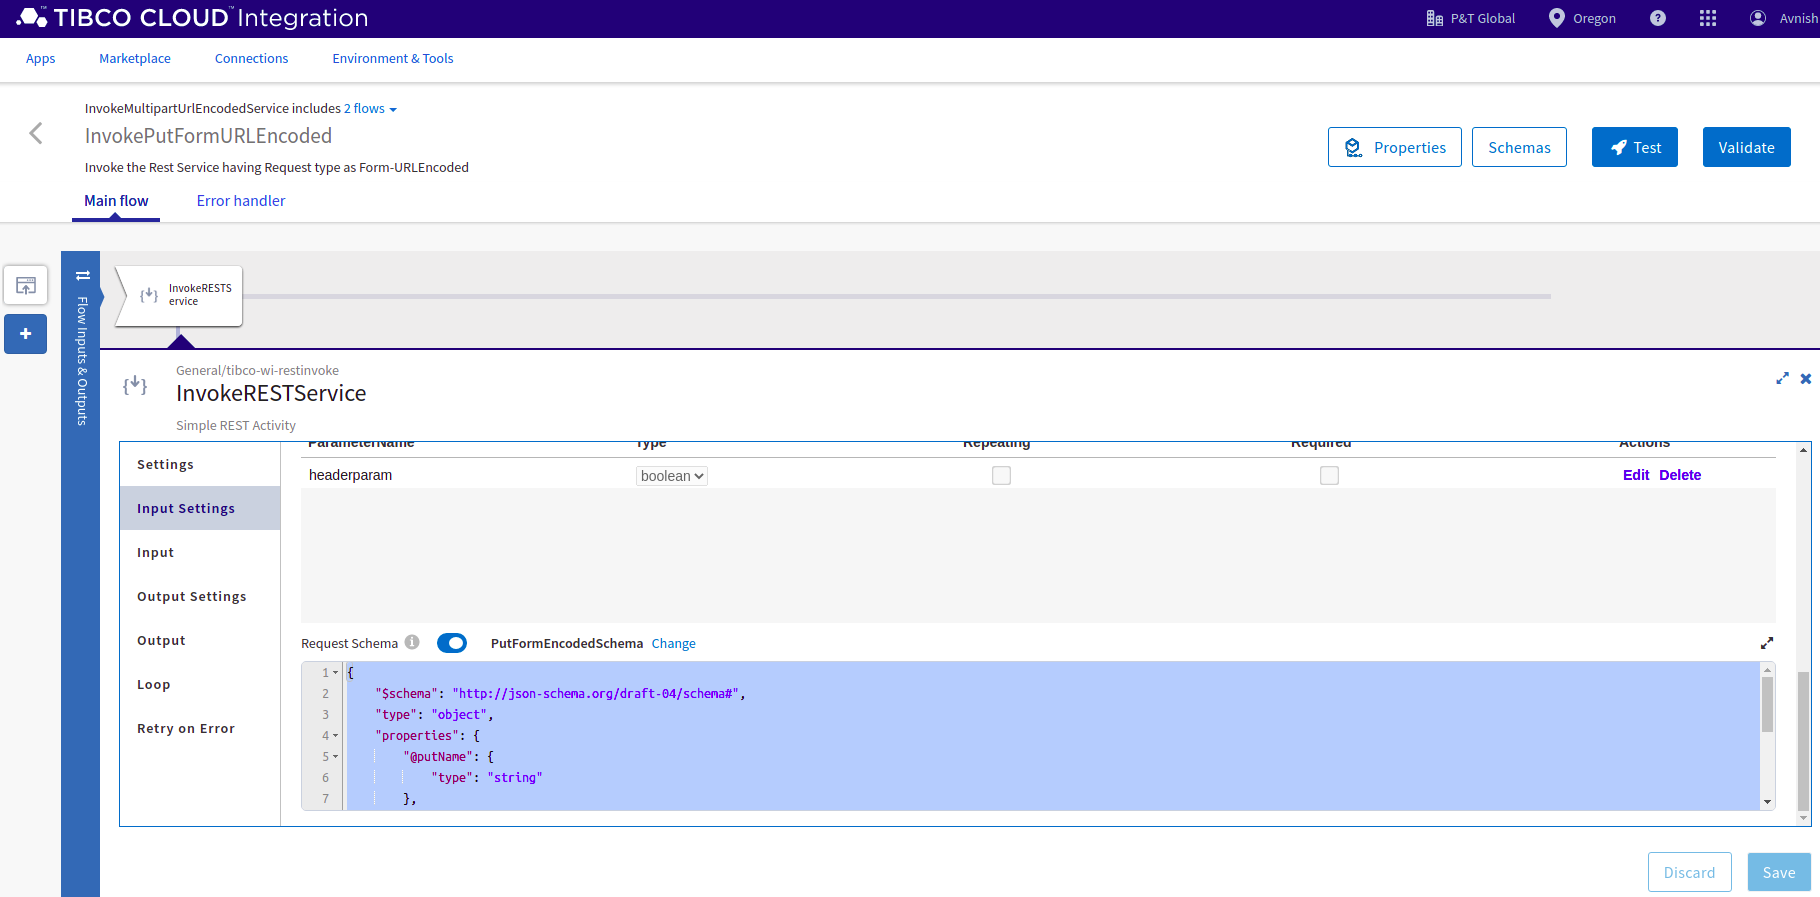 TIBCO CLOUD™ Integration
P&T Global
Oregon
?
Avnish
Apps
Marketplace
Connections
Environment & Tools
InvokeMultipartUrlEncodedService includes 2 flows
InvokePutFormURLEncoded
Invoke the Rest Service having Request type as Form-URLEncoded
Properties
Schemas
Test
Validate
Main flow
Error handler
Flow Inputs & Outputs
InvokeRESTS
ervice
General/tibco-wi-restinvoke
InvokeRESTService
Simple REST Activity
Settings
Input Settings
Input
Output Settings
Output
Loop
Retry on Error
ParameterName Type Repeating Required Actions
headerparam boolean Edit Delete
Request Schema PutFormEncodedSchema Change
1 {
2 "$schema": "http://json-schema.org/draft-04/schema#",
3 "type": "object",
4 "properties": {
5 "@putName": {
6 "type": "string"
7 },
Discard
Save